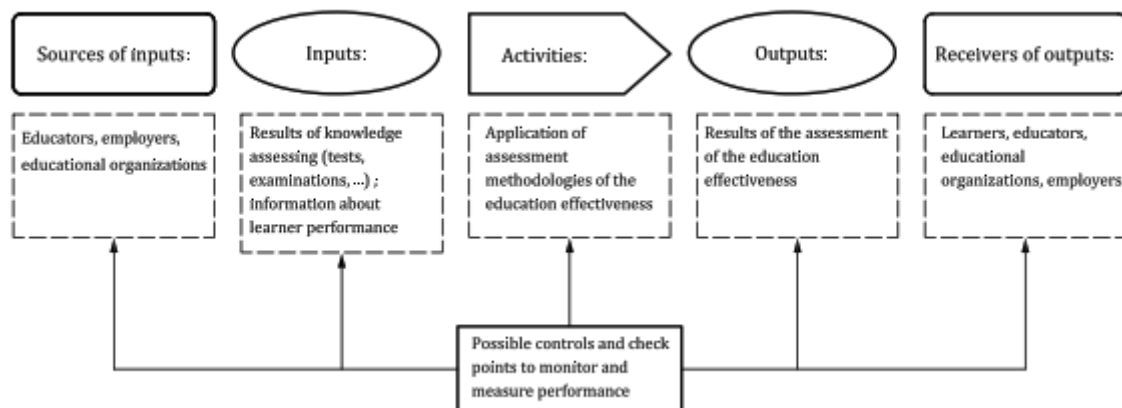 Sources of inputs:
Inputs:
Activities:
Outputs:
Receivers of outputs:
Educators, employers,
educational organizations
Results of knowledge
assessing (tests,
examinations, ...) ;
information about
learner performance
Application of
assessment
methodologies of the
education effectiveness
Results of the assessment
of the education
effectiveness
Learners, educators,
educational
organizations, employers
Possible controls and check
points to monitor and
measure performance